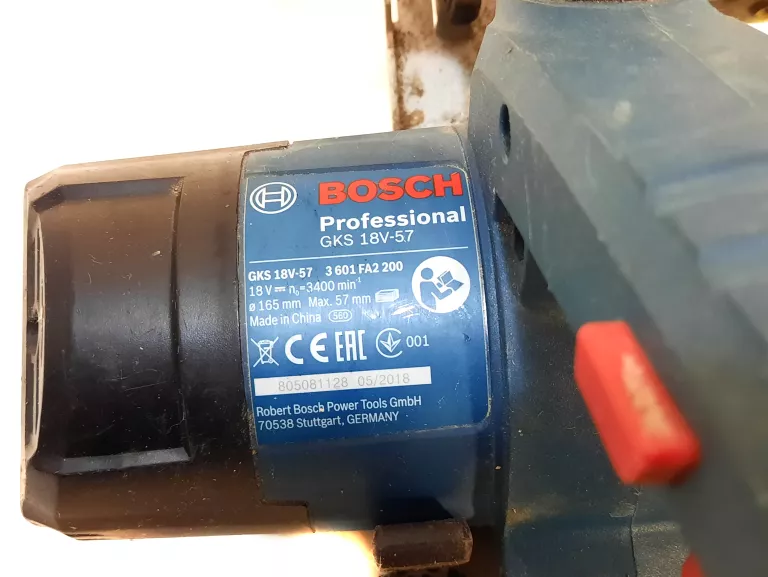 BOSCH
Professional
GKS 18V-57
GKS 18V-57 3 601 FA2 200
18 V ⎓ n₀=3400 min⁻¹
ø 165 mm Max. 57 mm
Made in China S60
CE EAC 001
805081128 05/2018
Robert Bosch Power Tools GmbH
70538 Stuttgart, GERMANY